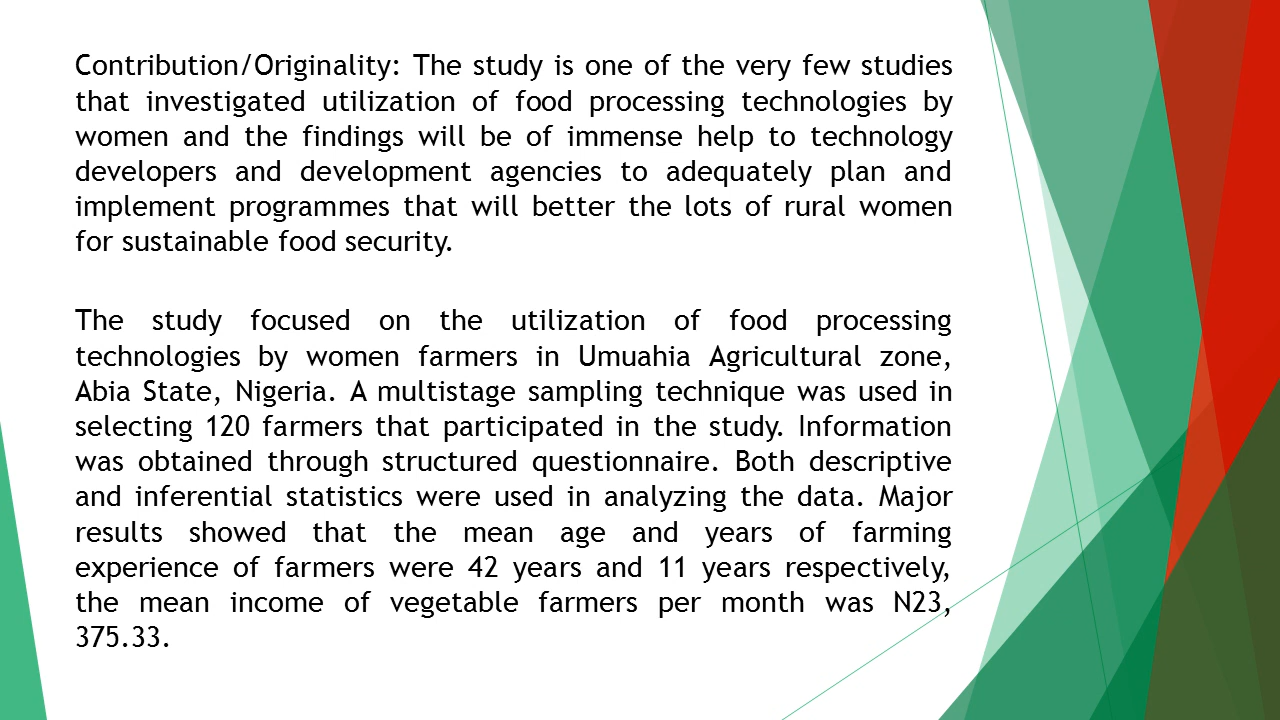 Contribution/Originality: The study is one of the very few studies
that investigated utilization of food processing technologies by
women and the findings will be of immense help to technology
developers and development agencies to adequately plan and
implement programmes that will better the lots of rural women
for sustainable food security.
The study focused on the utilization of food processing
technologies by women farmers in Umuahia Agricultural zone,
Abia State, Nigeria. A multistage sampling technique was used in
selecting 120 farmers that participated in the study. Information
was obtained through structured questionnaire. Both descriptive
and inferential statistics were used in analyzing the data. Major
results showed that the mean age and years of farming
experience of farmers were 42 years and 11 years respectively,
the mean income of vegetable farmers per month was N23,
375.33.